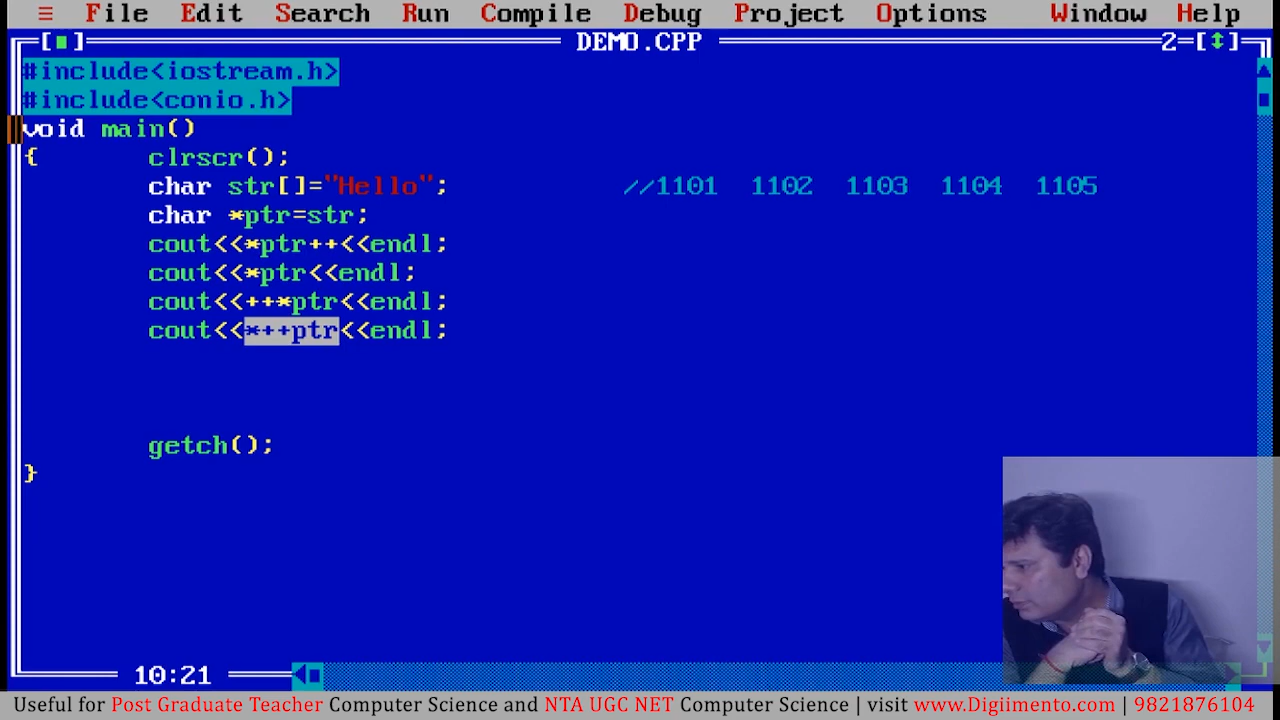 ≡ File Edit Search Run Compile Debug Project Options Window Help
[■] DEMO.CPP 2=[↕]
#include<iostream.h>
#include<conio.h>
void main()
{ clrscr();
char str[]="Hello"; //1101 1102 1103 1104 1105
char *ptr=str;
cout<<*ptr++<<endl;
cout<<*ptr<<endl;
cout<<++*ptr<<endl;
cout<<*++ptr<<endl;
getch();
}
10:21
Useful for Post Graduate Teacher Computer Science and NTA UGC NET Computer Science | visit www.Digiimento.com | 9821876104